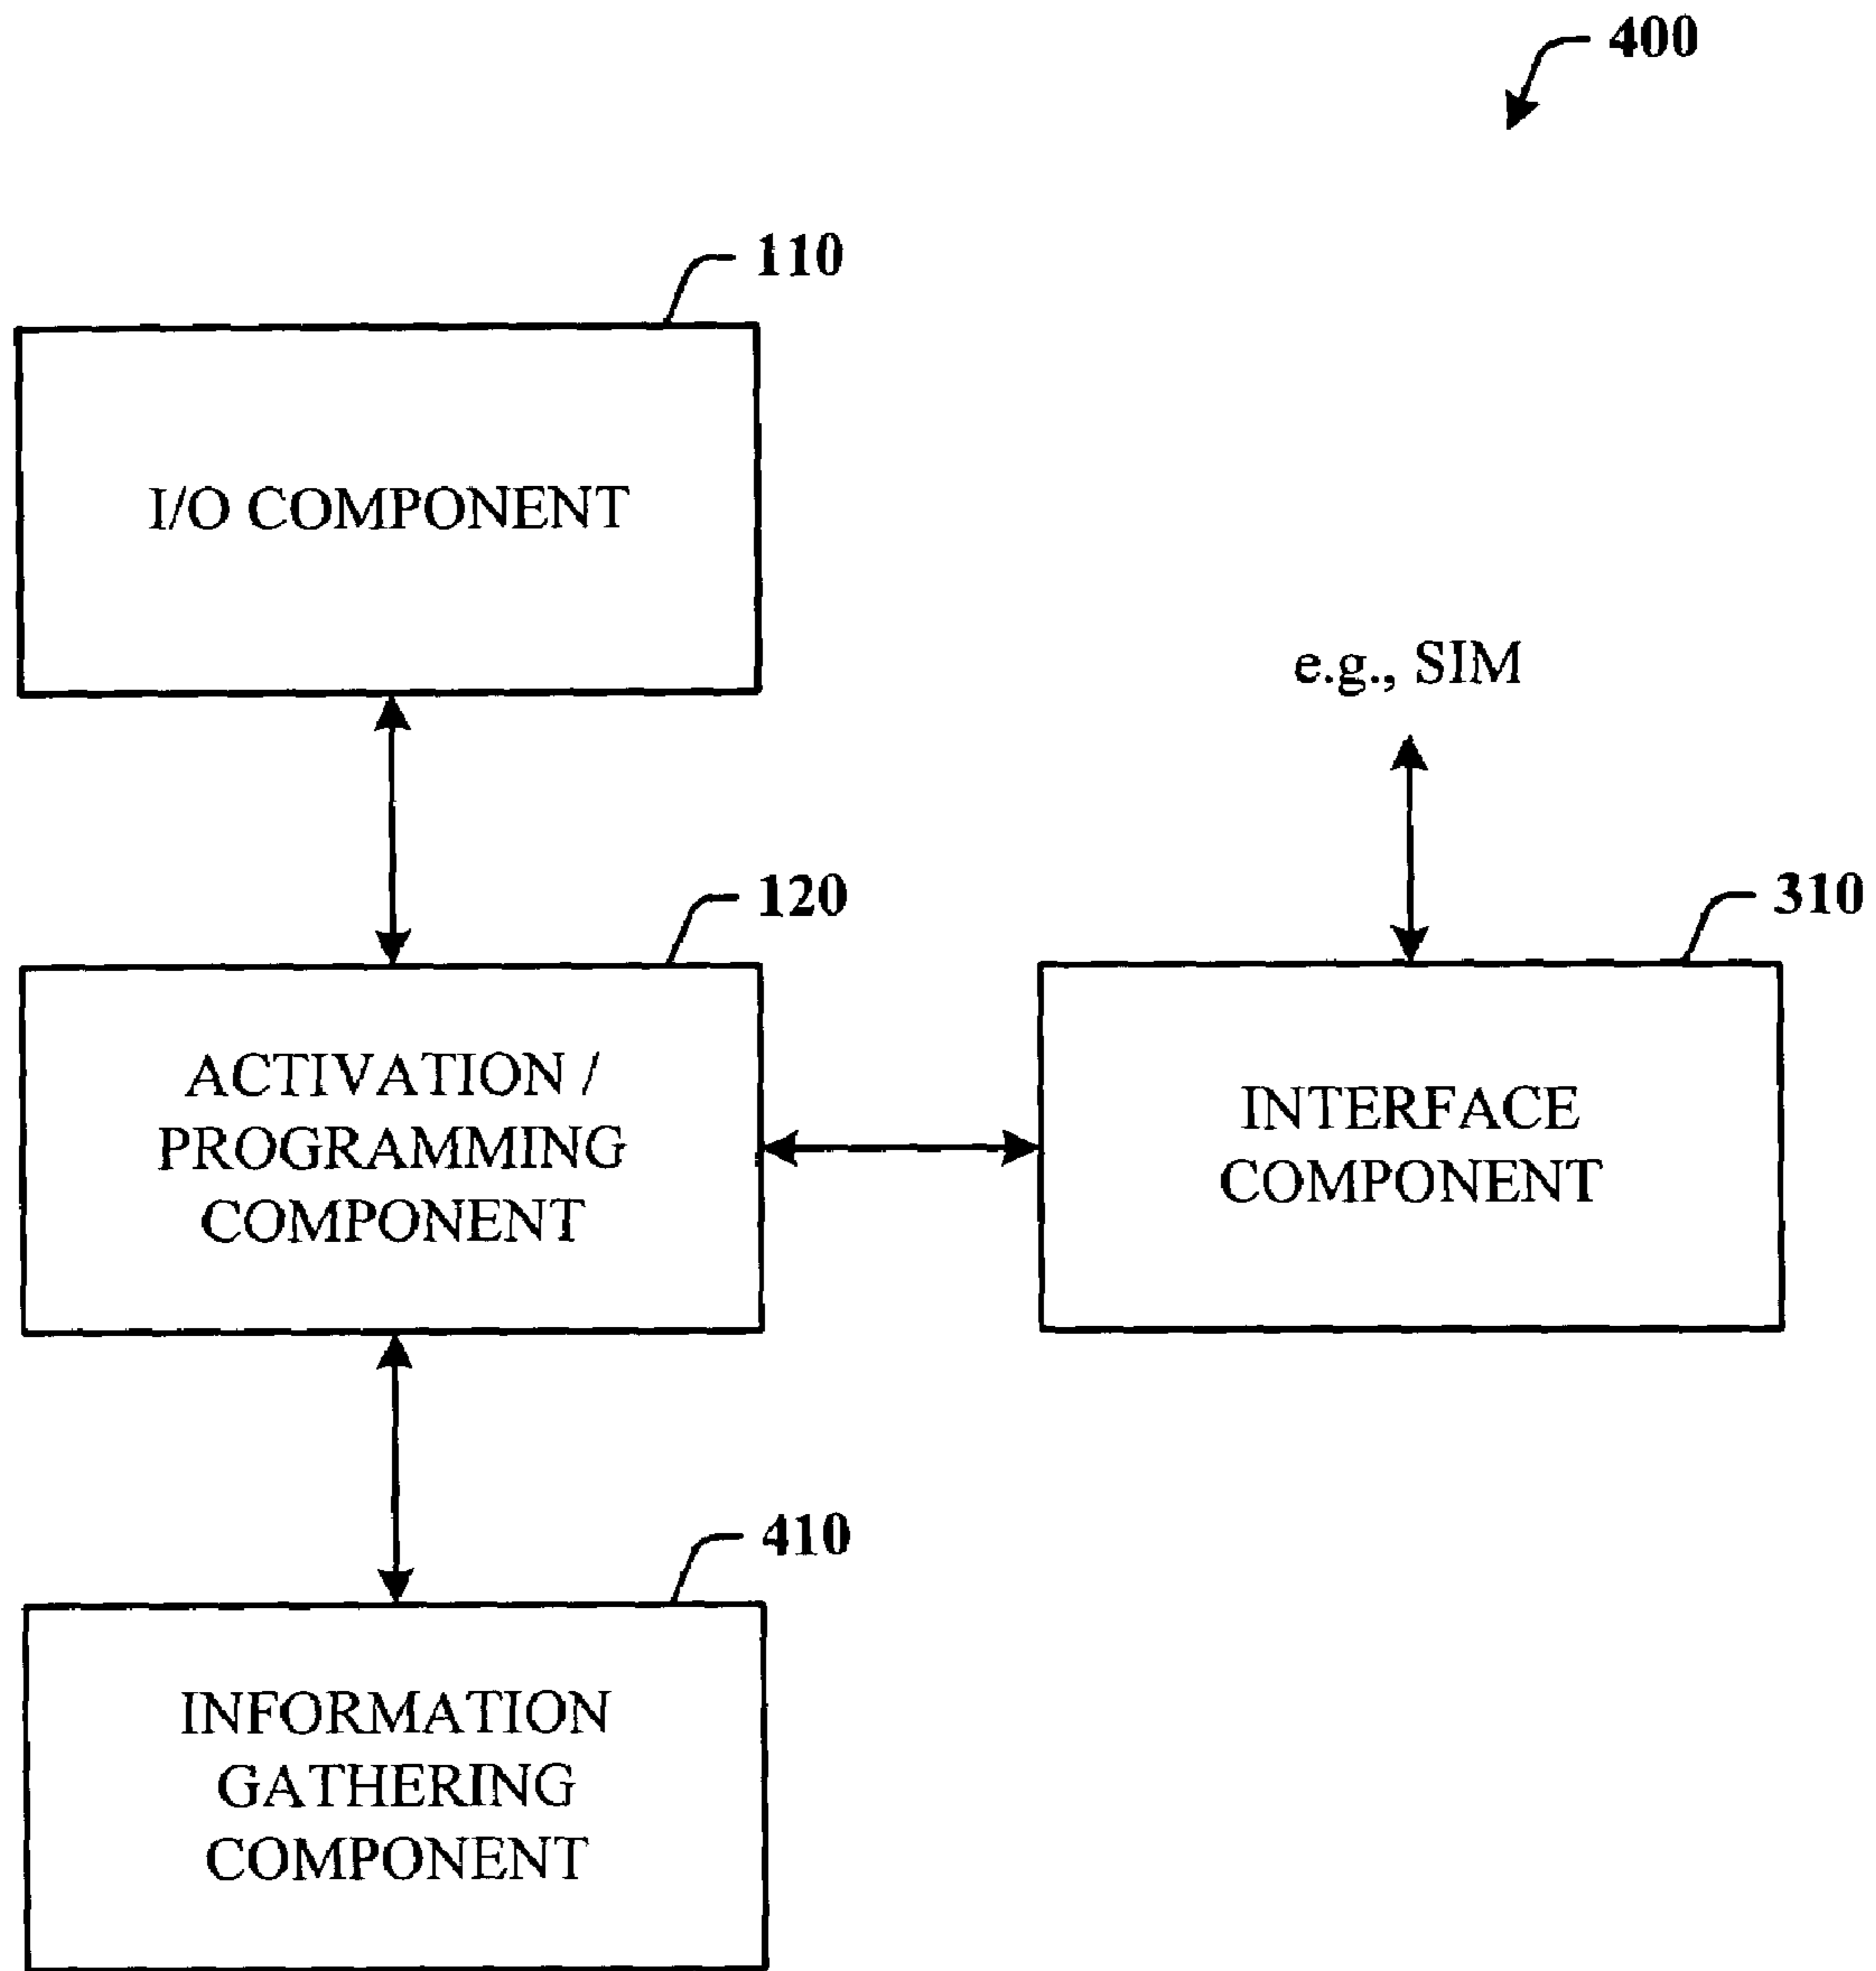 400
110
I/O COMPONENT
e.g., SIM
120
310
ACTIVATION /
PROGRAMMING
COMPONENT
INTERFACE
COMPONENT
410
INFORMATION
GATHERING
COMPONENT